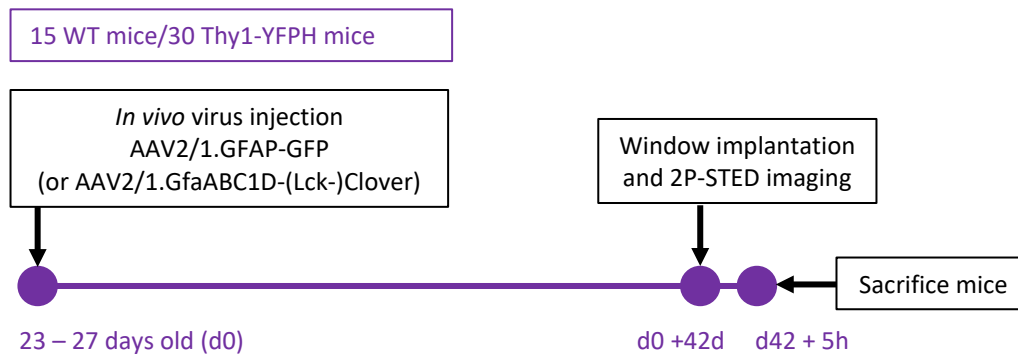 15 WT mice/30 Thy1-YFPH mice
In vivo virus injection
AAV2/1.GFAP-GFP
(or AAV2/1.GfaABC1D-(Lck-)Clover)
Window implantation
and 2P-STED imaging
Sacrifice mice
23 – 27 days old (d0)
d0 +42d
d42 + 5h